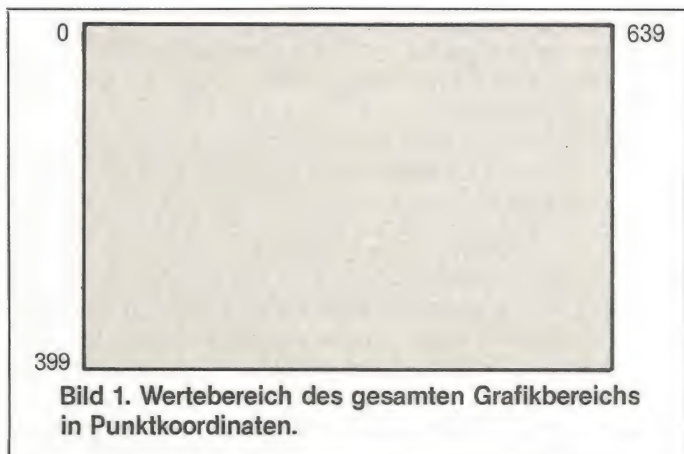 0 639
399
Bild 1. Wertebereich des gesamten Grafikbereichs
in Punktkoordinaten.